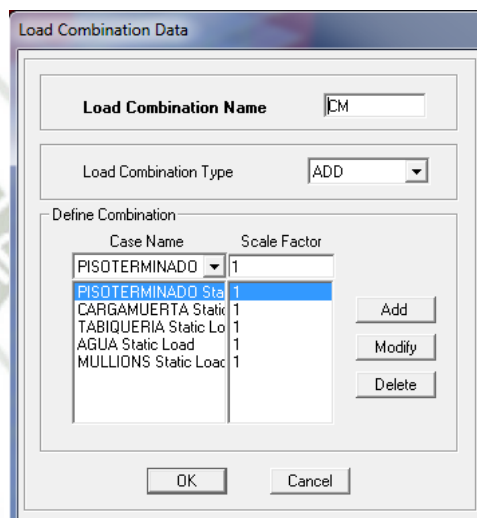 Load Combination Data
Load Combination Name CM
Load Combination Type ADD
Define Combination
Case Name Scale Factor
PISOTERMINADO 1
PISOTERMINADO Sta 1
CARGAMUERTA Static 1
TABIQUERIA Static Lo 1
AGUA Static Load 1
MULLIONS Static Loac 1
Add
Modify
Delete
OK Cancel